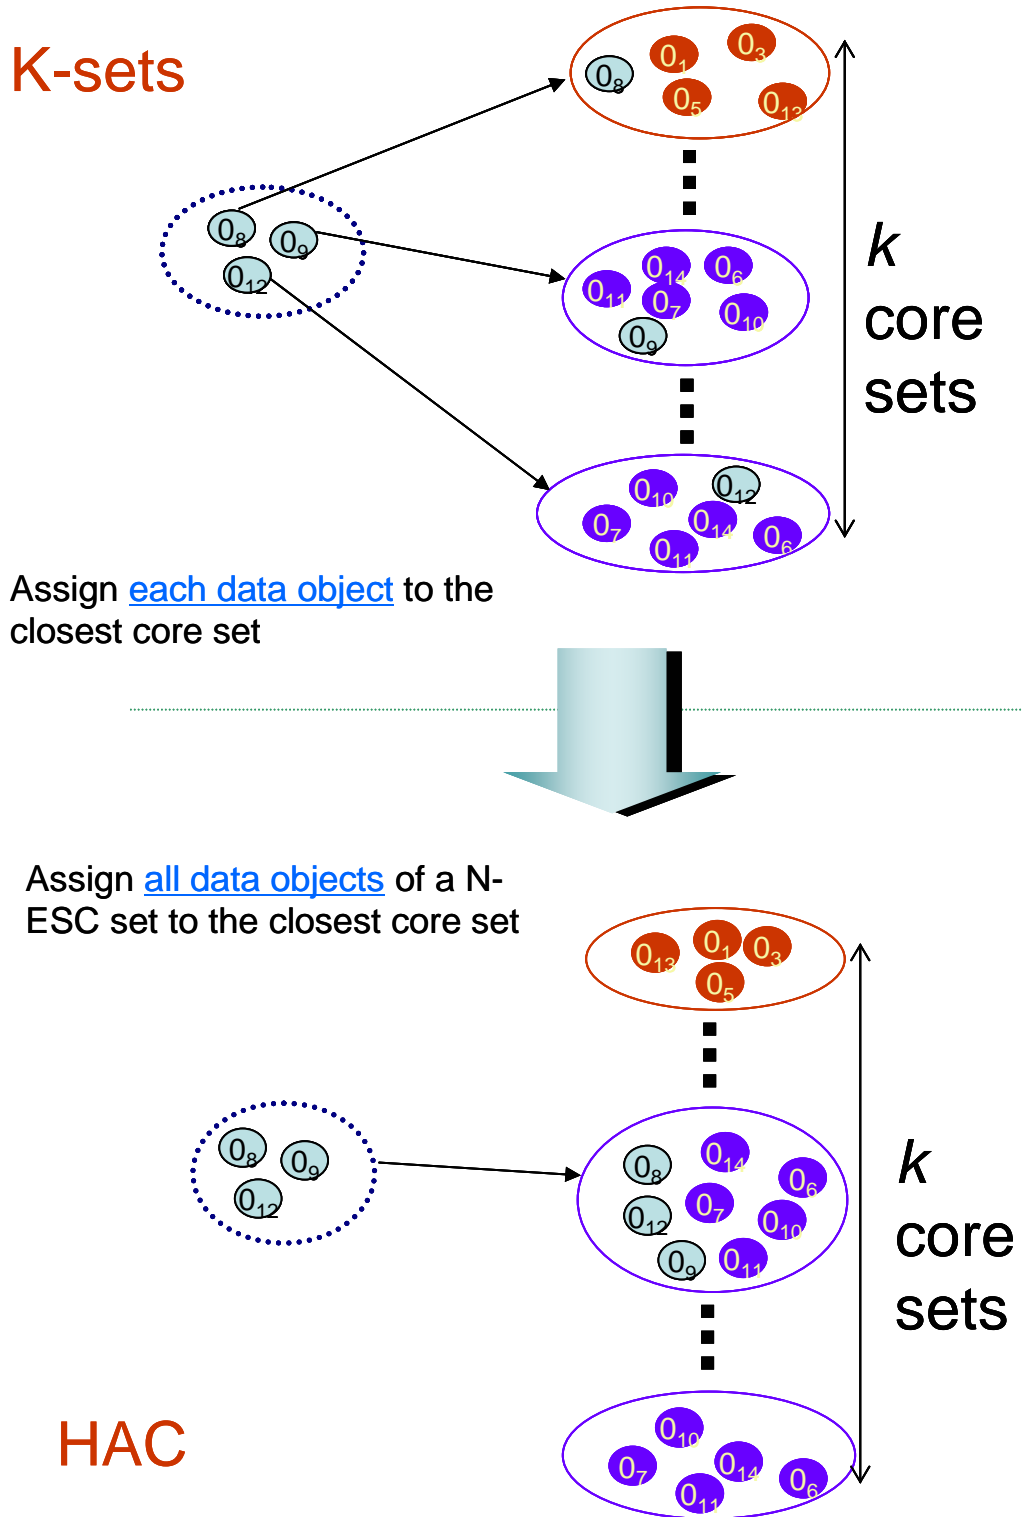 K-sets
0₈ 0₁ 0₃
0₅ 0₁₃
0₈ 0₉
0₁₂
0₁₄ 0₆
0₁₁ 0₇ 0₁₀
0₉
k
core
sets
0₁₀ 0₁₂
0₇ 0₁₄ 0₆
0₁₁
Assign each data object to the
closest core set
Assign all data objects of a N-
ESC set to the closest core set
0₁₃ 0₁ 0₃
0₅
0₈ 0₉
0₁₂
0₈ 0₁₄ 0₆
0₁₂ 0₇ 0₁₀
0₉ 0₁₁
k
core
sets
HAC
0₁₀
0₇ 0₁₄ 0₆
0₁₁